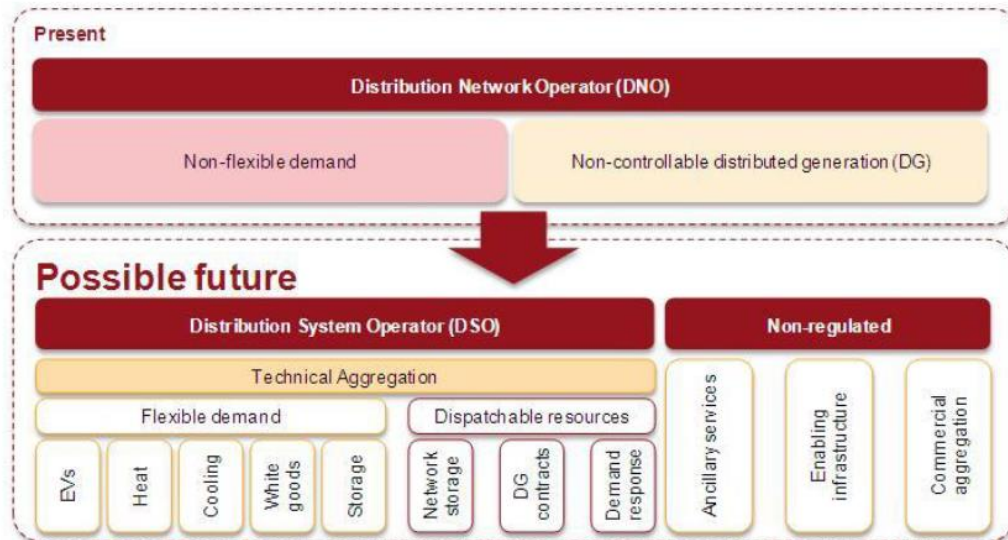 Present
Distribution Network Operator (DNO)
Non-flexible demand
Non-controllable distributed generation (DG)
Possible future
Distribution System Operator (DSO)
Non-regulated
Technical Aggregation
Flexible demand
Dispatchable resources
EVs
Heat
Cooling
White
goods
Storage
Network
storage
DG
contracts
Demand
response
Ancillary services
Enabling
infrastructure
Commercial
aggregation